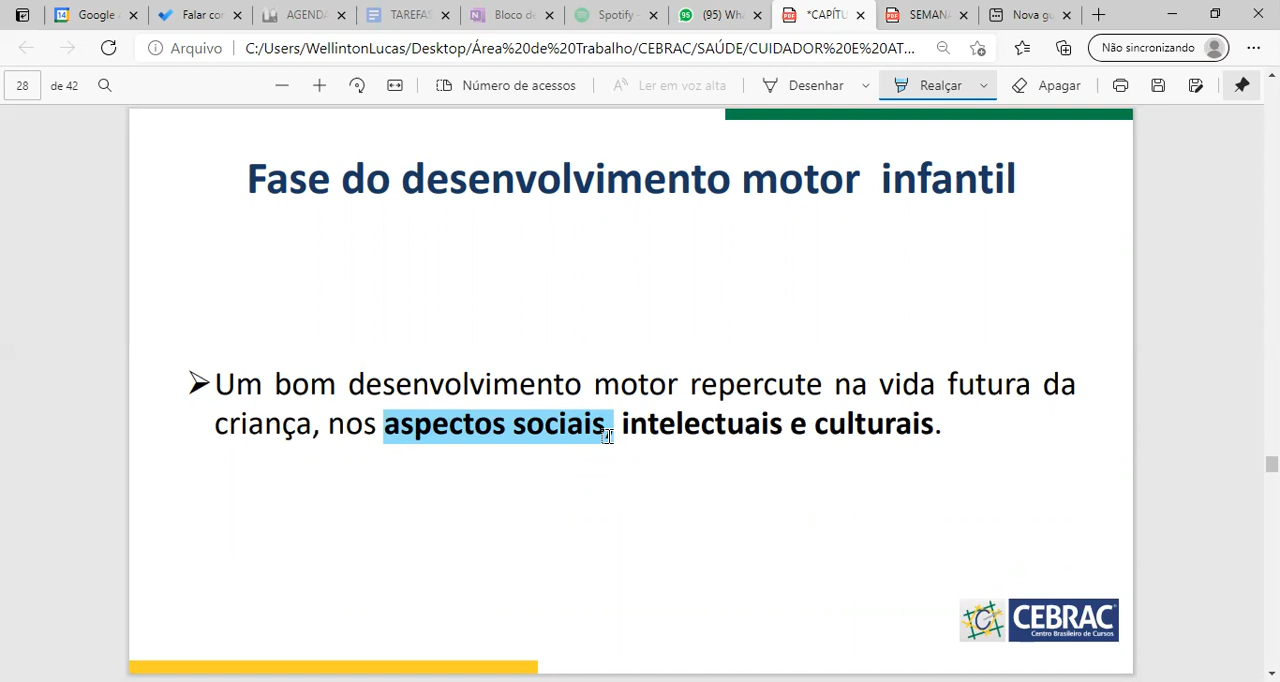 Google A
Falar co
AGENDA
TAREFAS
Bloco de
Spotify -
(95) Wha
*CAPÍTU
SEMANA
Nova gu
Arquivo C:/Users/WellintonLucas/Desktop/Área%20de%20Trabalho/CEBRAC/SAÚDE/CUIDADOR%20E%20AT... Não sincronizando
28 de 42 Número de acessos Ler em voz alta Desenhar Realçar Apagar
Fase do desenvolvimento motor infantil
Um bom desenvolvimento motor repercute na vida futura da
criança, nos aspectos sociais, intelectuais e culturais.
CEBRAC
Centro Brasileiro de Cursos